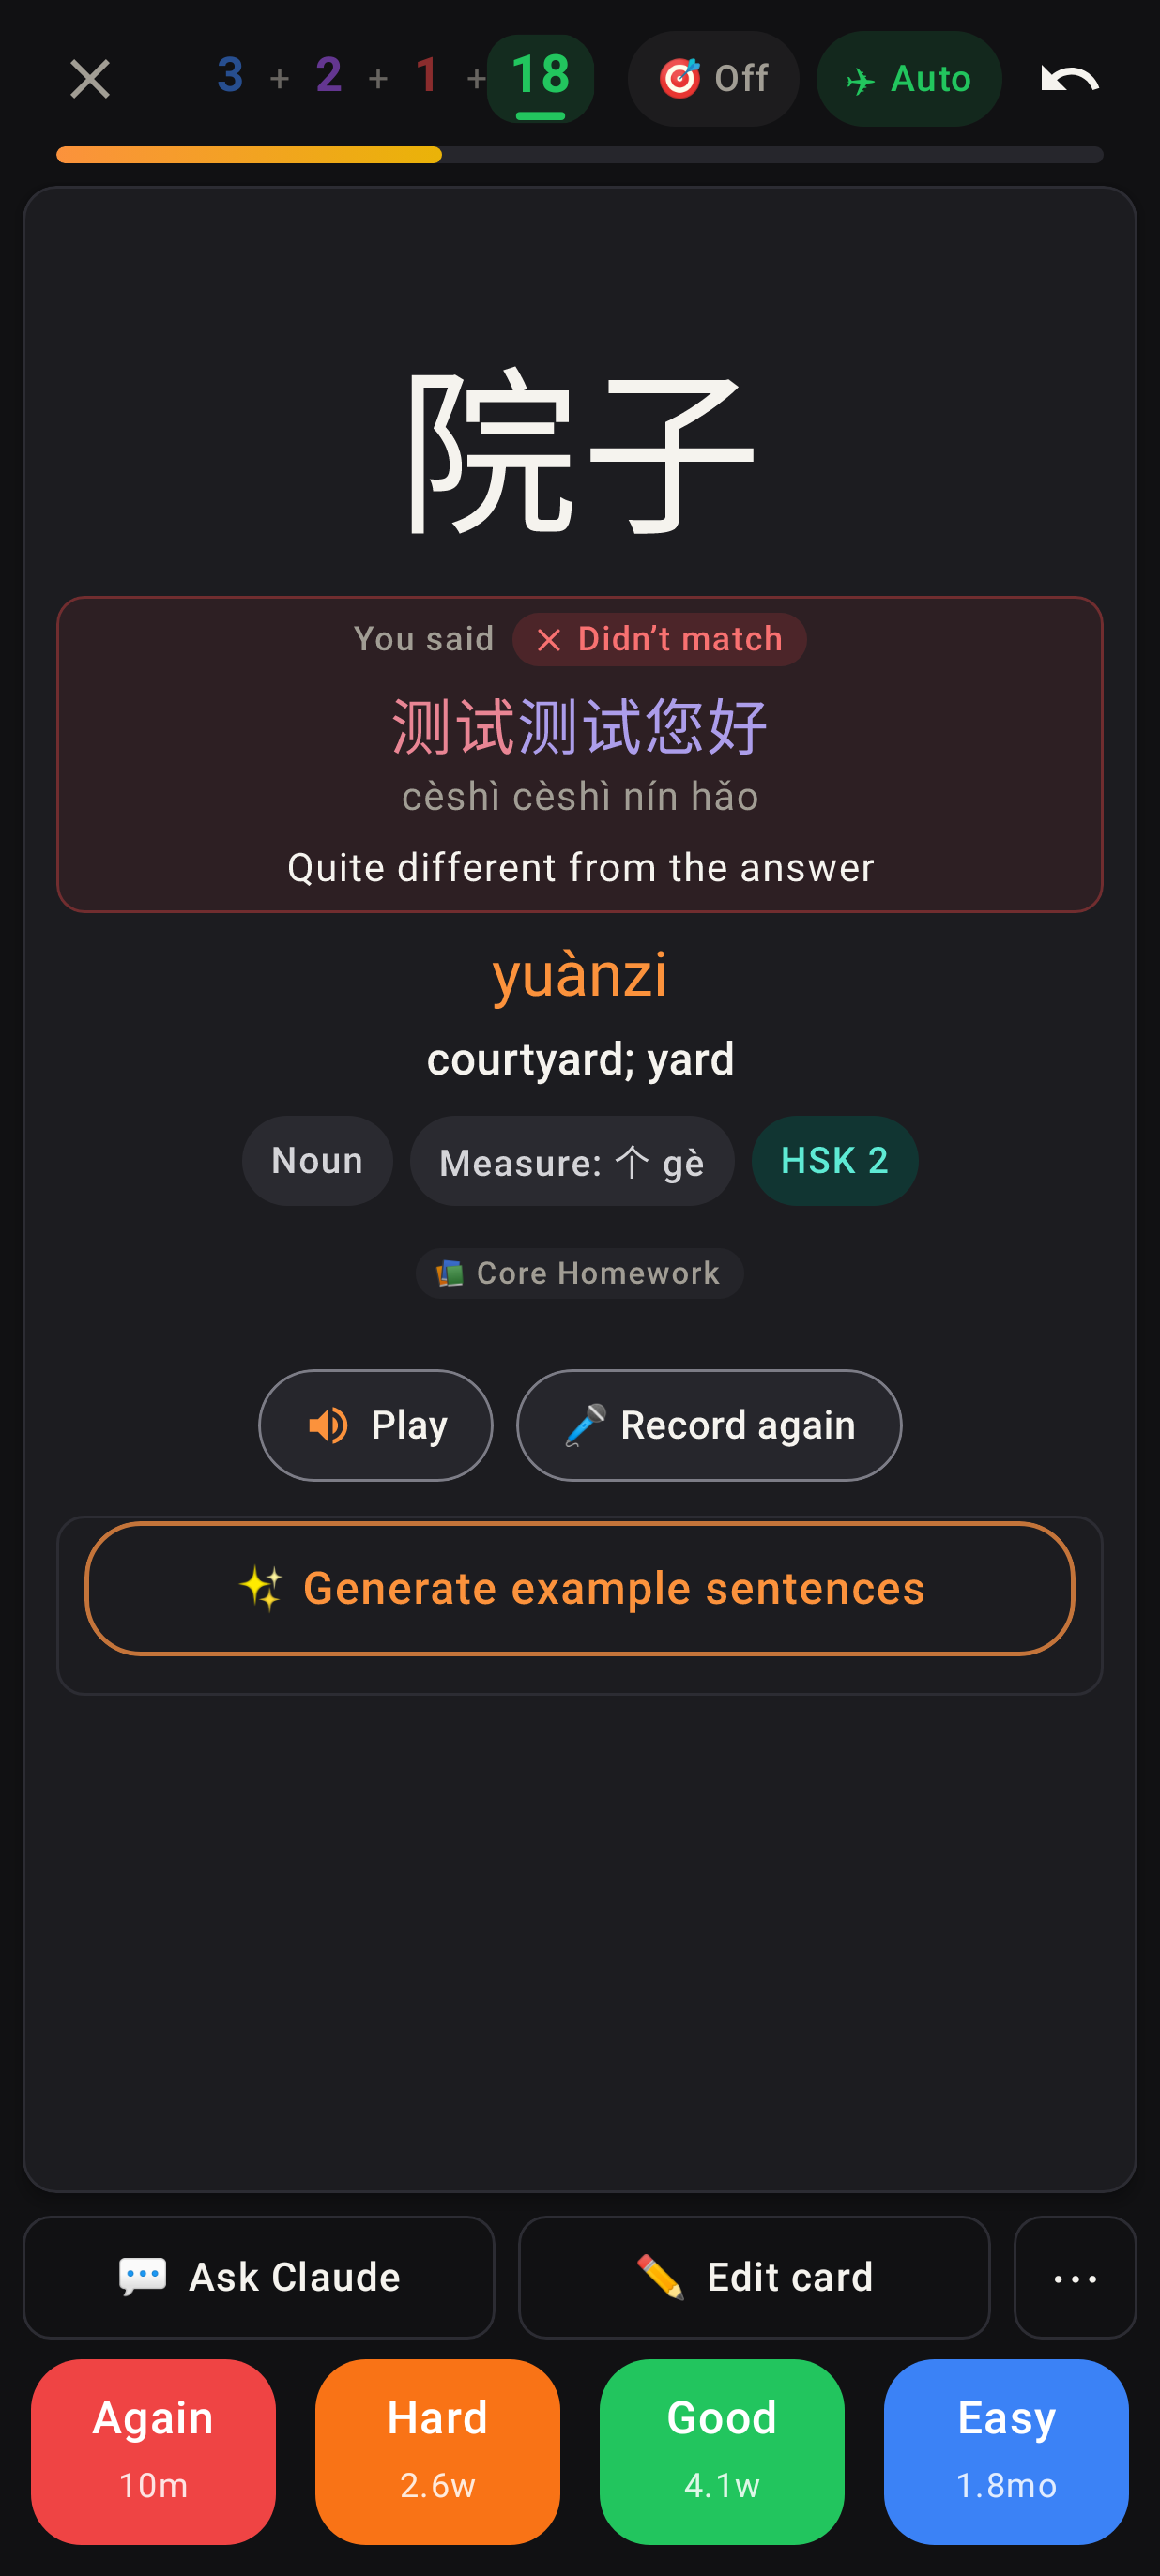 3 + 2 + 1 + 18 Off Auto
院子
You said Didn’t match
测试测试您好
cèshì cèshì nín hǎo
Quite different from the answer
yuànzi
courtyard; yard
Noun Measure: 个 gè HSK 2
Core Homework
Play Record again
Generate example sentences
Ask Claude Edit card ...
Again Hard Good Easy
10m 2.6w 4.1w 1.8mo